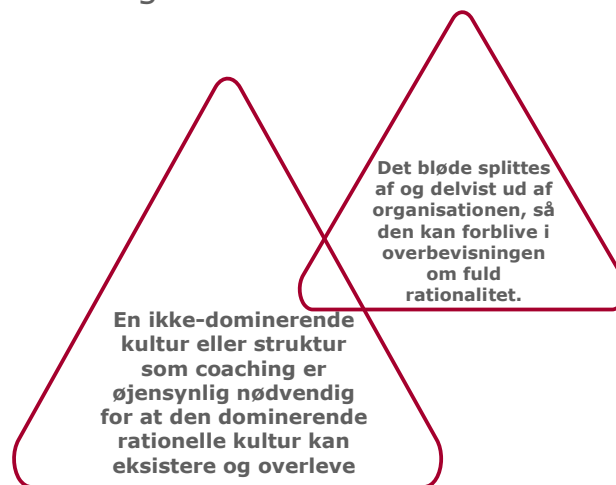 Det bløde splittes
af og delvist ud af
organisationen, så
den kan forblive i
overbevisningen
om fuld
rationalitet.
En ikke-dominerende
kultur eller struktur
som coaching er
øjensynlig nødvendig
for at den dominerende
rationelle kultur kan
eksistere og overleve